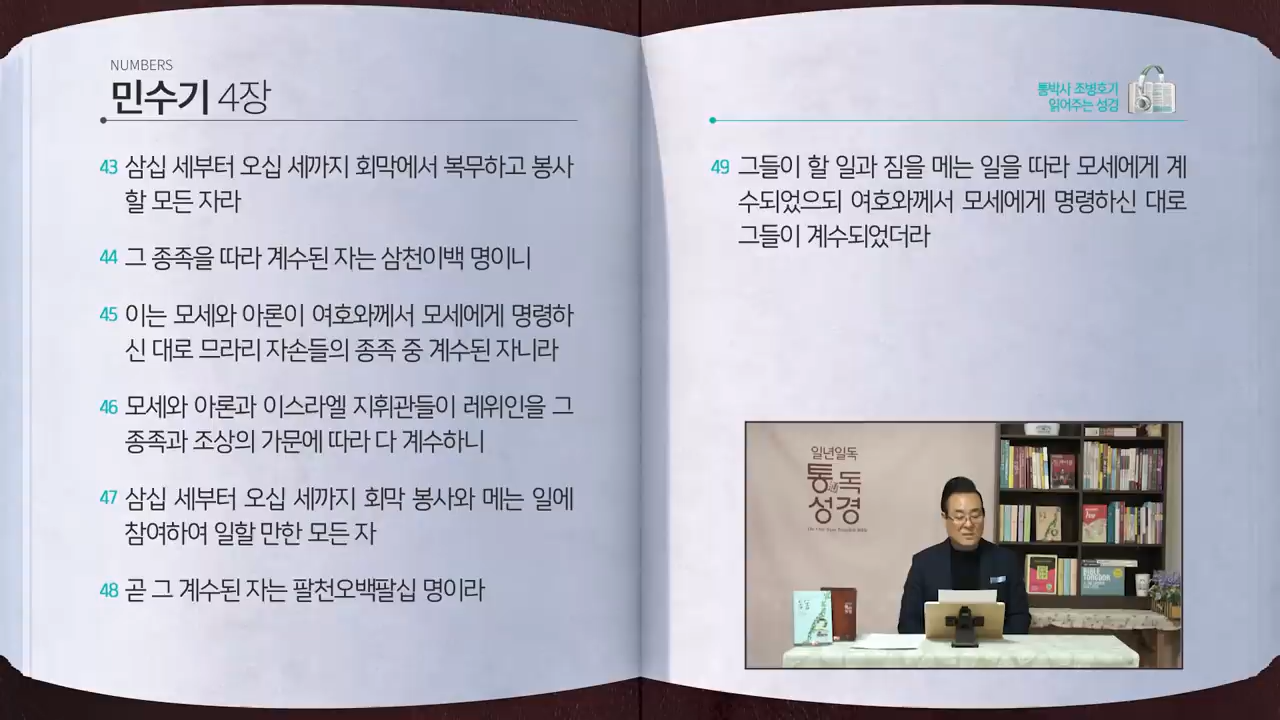 NUMBERS
민수기 4장
43 삼십 세부터 오십 세까지 회막에서 복무하고 봉사
할 모든 자라
44 그 종족을 따라 계수된 자는 삼천이백 명이니
45 이는 모세와 아론이 여호와께서 모세에게 명령하
신 대로 므라리 자손들의 종족 중 계수된 자니라
46 모세와 아론과 이스라엘 지휘관들이 레위인을 그
종족과 조상의 가문에 따라 다 계수하니
47 삼십 세부터 오십 세까지 회막 봉사와 메는 일에
참여하여 일할 만한 모든 자
48 곧 그 계수된 자는 팔천오백팔십 명이라
통박사 조병호가
읽어주는 성경
49 그들이 할 일과 짐을 메는 일을 따라 모세에게 계
수되었으되 여호와께서 모세에게 명령하신 대로
그들이 계수되었더라
일년일독
통독
성경
BIBLE